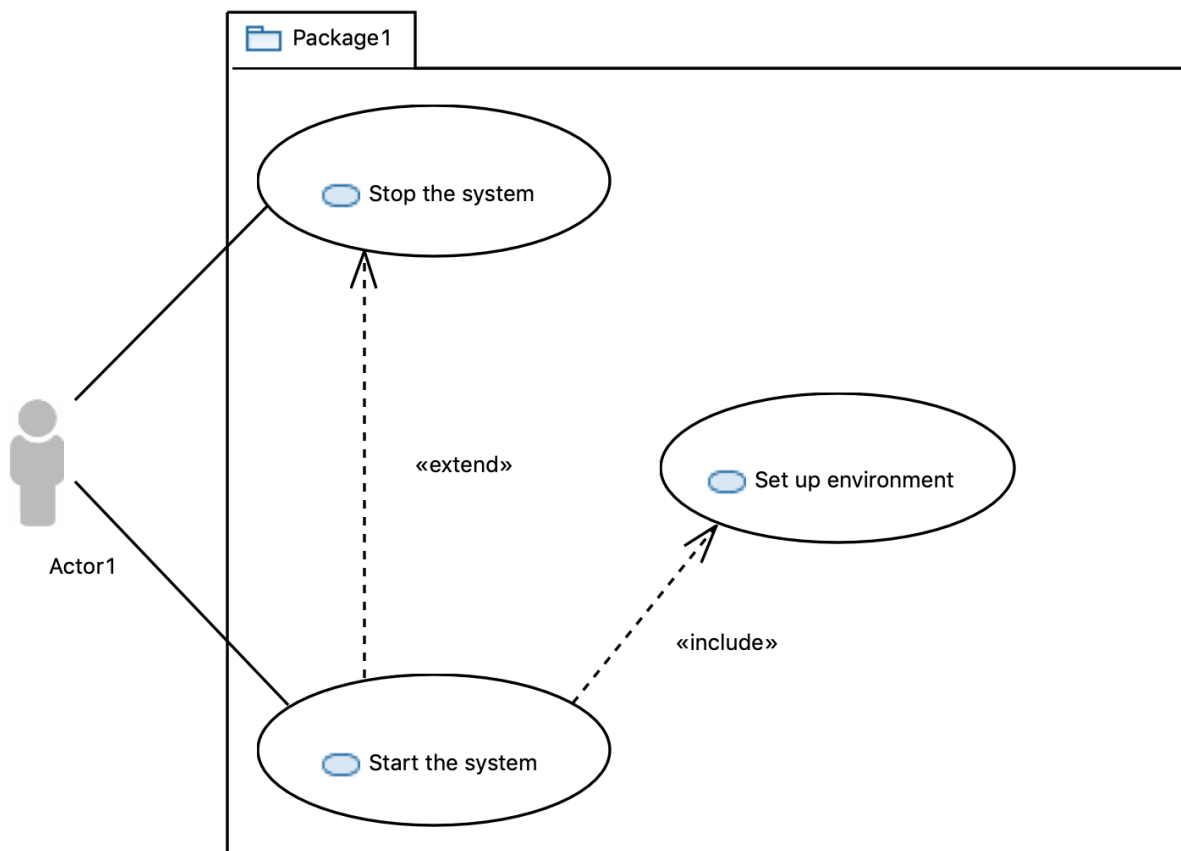 Package1
Stop the system
«extend»
Set up environment
Actor1
«include»
Start the system